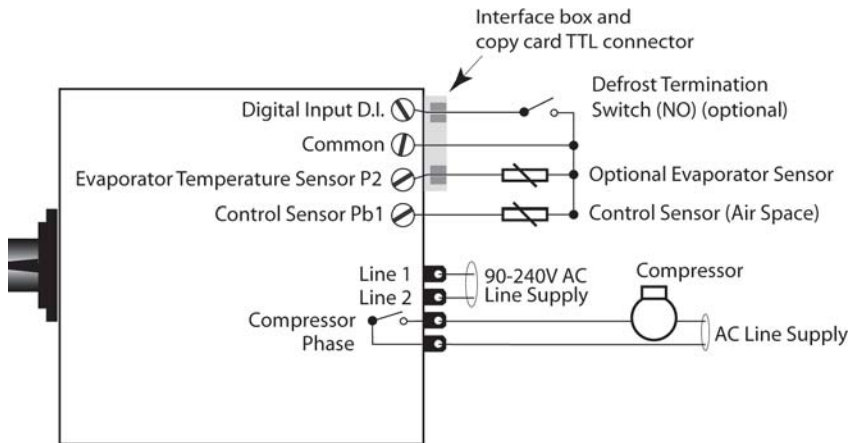 Interface box and
copy card TTL connector
Digital Input D.I.
Defrost Termination
Switch (NO) (optional)
Common
Evaporator Temperature Sensor P2
Optional Evaporator Sensor
Control Sensor Pb1
Control Sensor (Air Space)
Line 1
Line 2
90-240V AC
Line Supply
Compressor
Compressor
Phase
AC Line Supply